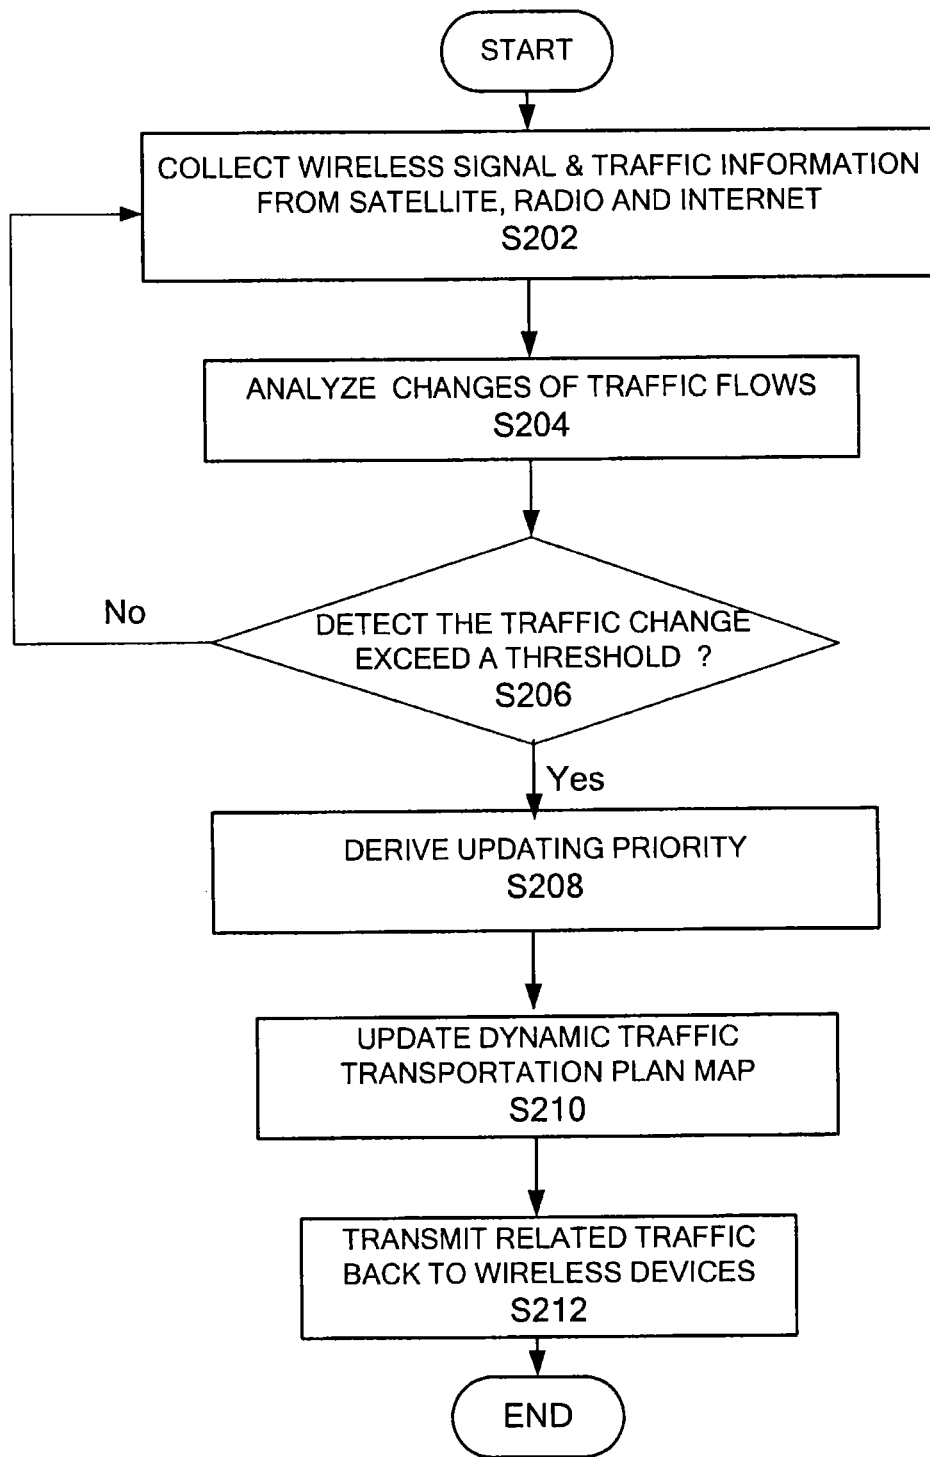 START
COLLECT WIRELESS SIGNAL & TRAFFIC INFORMATION
FROM SATELLITE, RADIO AND INTERNET
S202
ANALYZE CHANGES OF TRAFFIC FLOWS
S204
No
DETECT THE TRAFFIC CHANGE
EXCEED A THRESHOLD ?
S206
Yes
DERIVE UPDATING PRIORITY
S208
UPDATE DYNAMIC TRAFFIC
TRANSPORTATION PLAN MAP
S210
TRANSMIT RELATED TRAFFIC
BACK TO WIRELESS DEVICES
S212
END